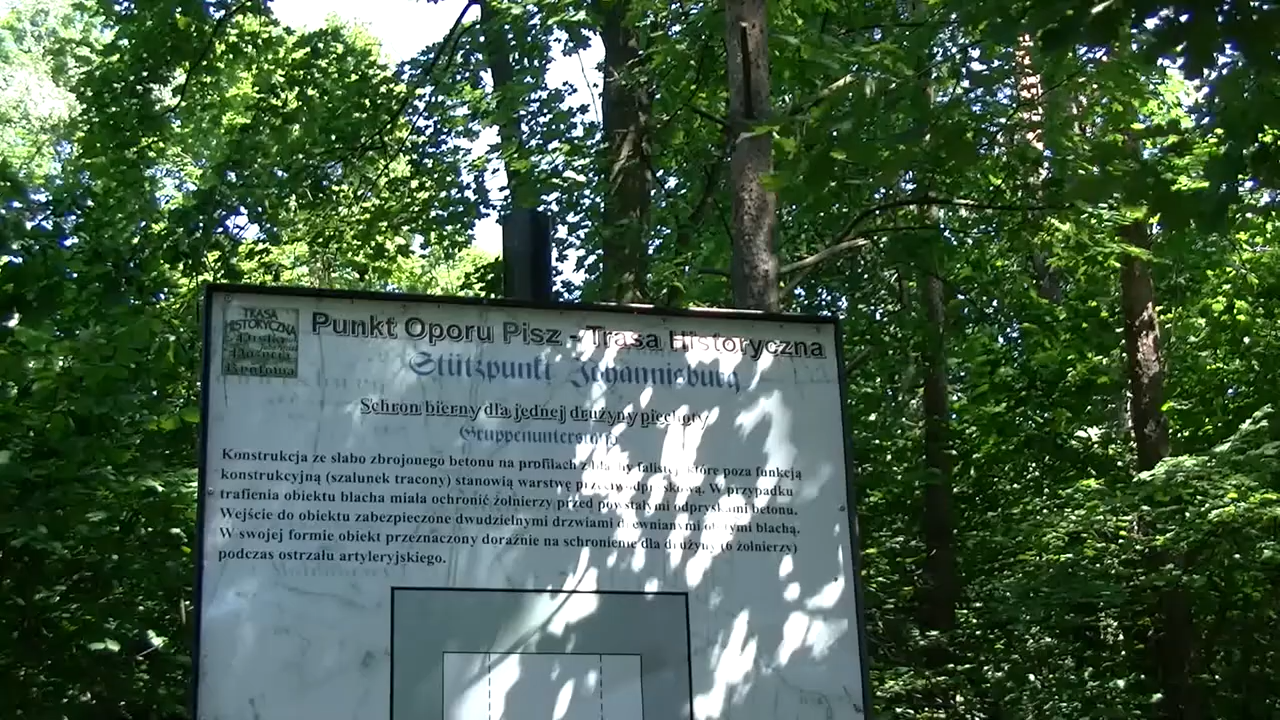 TRASA
HISTORYCZNA
Punkt Oporu Pisz - Trasa Historyczna
Stützpunkt Johannisburg
Schron bierny dla jednej drużyny piechoty
Gruppenunterstand
Konstrukcja ze słabo zbrojonego betonu na profilach z blachy falistej, które poza funkcją
konstrukcyjną (szalunek tracony) stanowią warstwę przeciwodpryskową. W przypadku
trafienia obiektu blacha miała ochronić żołnierzy przed powstałymi odpryskami betonu.
Wejście do obiektu zabezpieczone dwudzielnymi drzwiami drewnianymi obitymi blachą.
W swojej formie obiekt przeznaczony doraźnie na schronienie dla drużyny (6 żołnierzy)
podczas ostrzału artyleryjskiego.